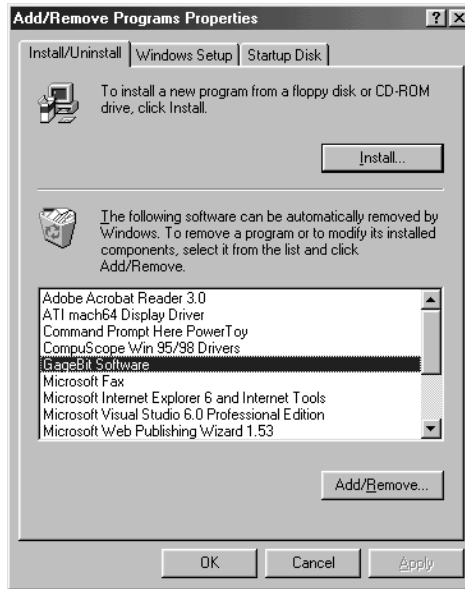 Add/Remove Programs Properties
Install/Uninstall Windows Setup Startup Disk
To install a new program from a floppy disk or CD-ROM
drive, click Install.
Install...
The following software can be automatically removed by
Windows. To remove a program or to modify its installed
components, select it from the list and click
Add/Remove.
Adobe Acrobat Reader 3.0
ATI mach64 Display Driver
Command Prompt Here PowerToy
CompuScope Win 95/98 Drivers
GageBit Software
Microsoft Fax
Microsoft Internet Explorer 6 and Internet Tools
Microsoft Visual Studio 6.0 Professional Edition
Microsoft Web Publishing Wizard 1.53
Add/Remove...
OK Cancel Apply